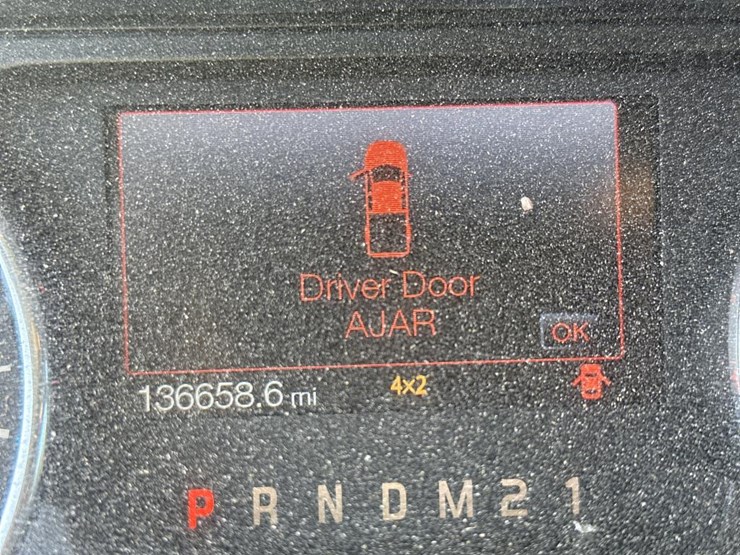 Driver Door
AJAR
OK
136658.6 mi
4x2
P R N D M 2 1